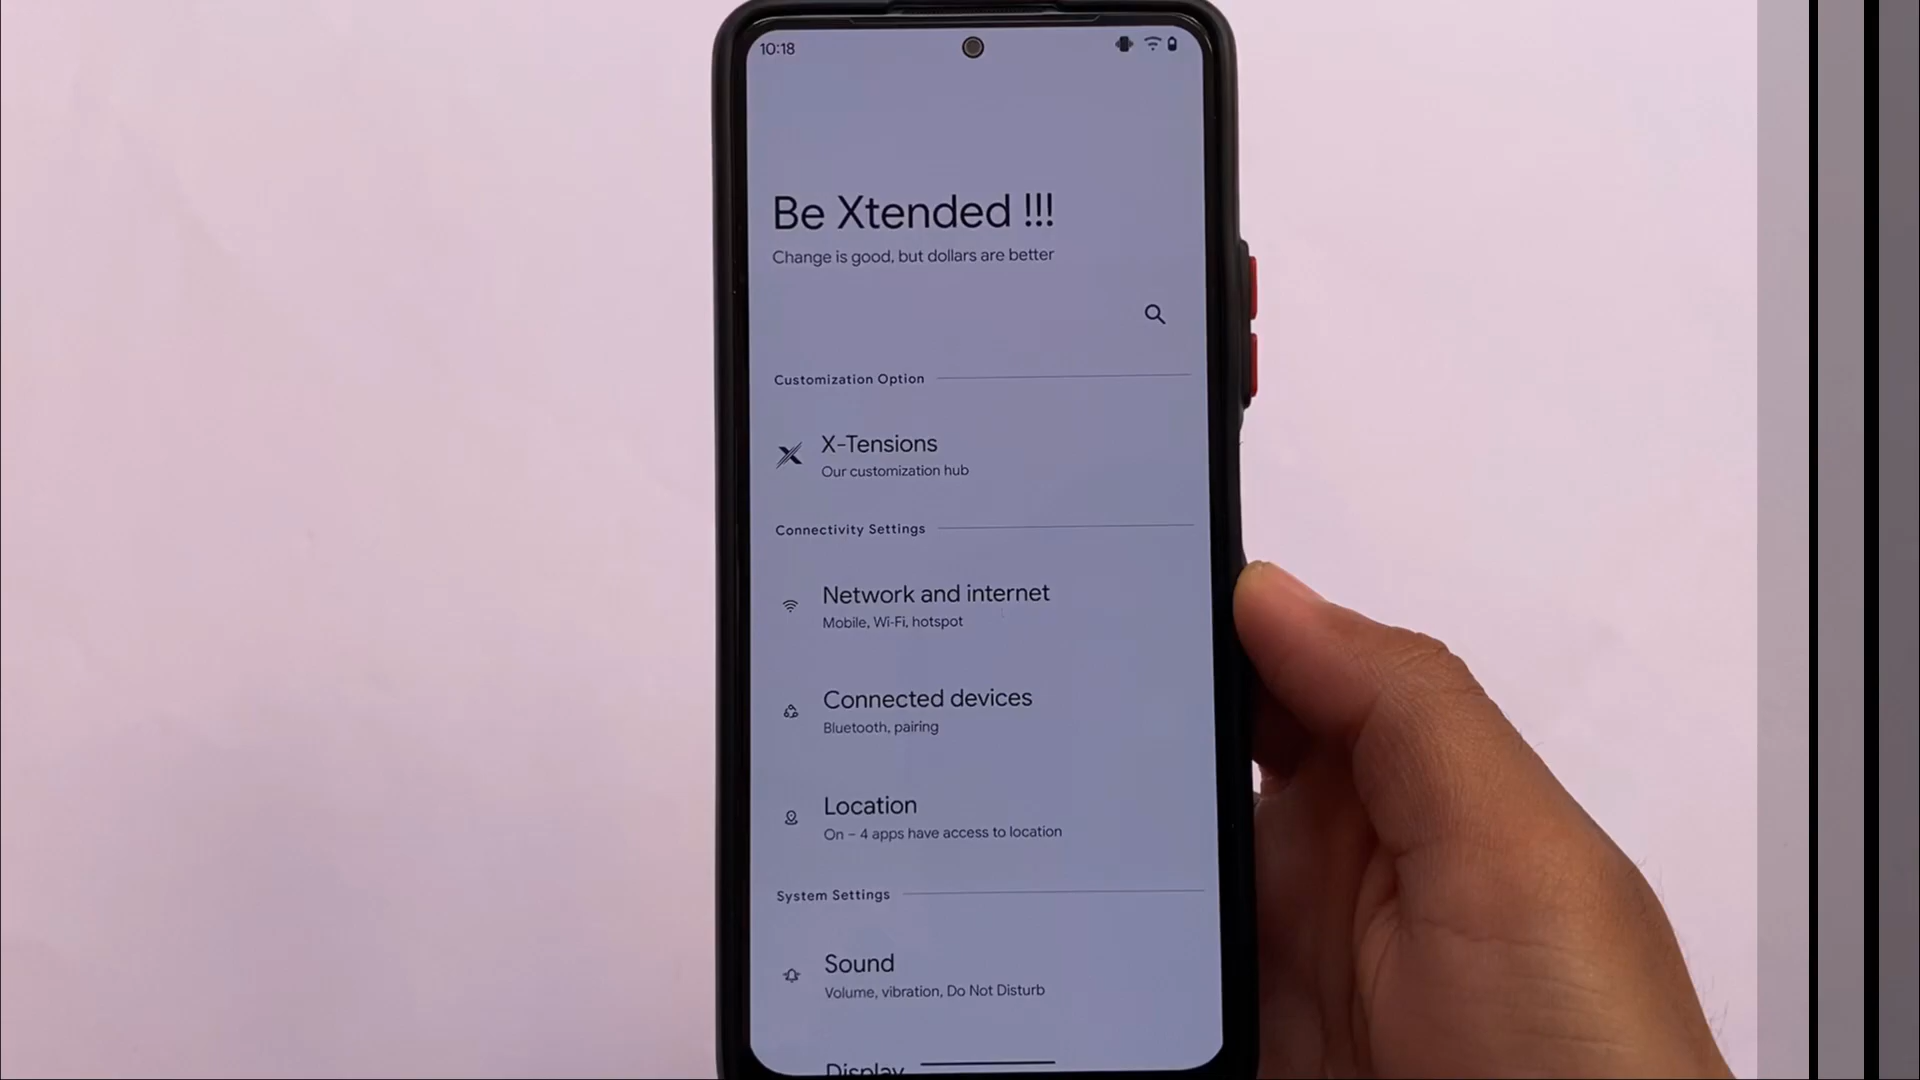 10:18
Be Xtended !!!
Change is good, but dollars are better
Customization Option
X-Tensions
Our customization hub
Connectivity Settings
Network and internet
Mobile, Wi-Fi, hotspot
Connected devices
Bluetooth, pairing
Location
On – 4 apps have access to location
System Settings
Sound
Volume, vibration, Do Not Disturb
Display